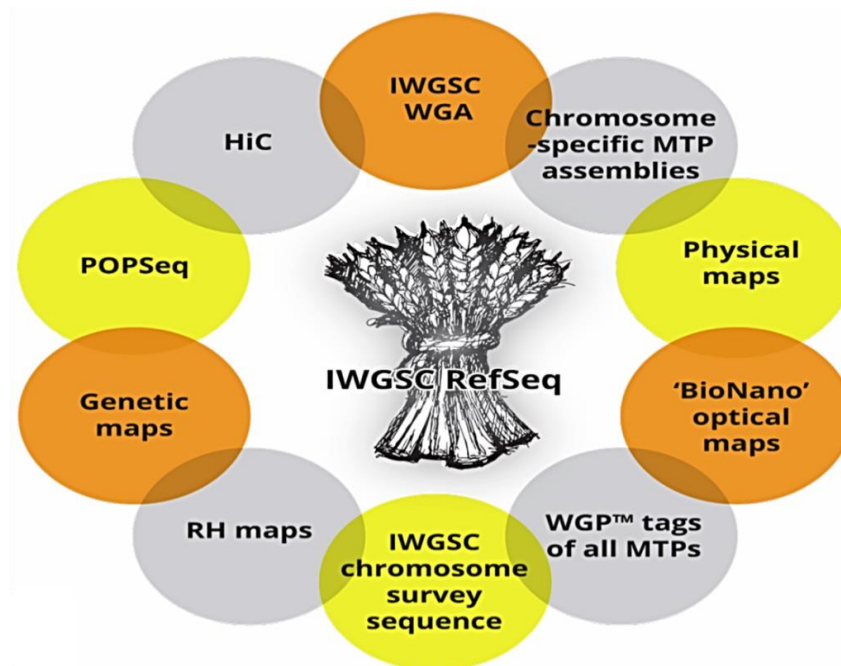 IWGSC
WGA
Chromosome
-specific MTP
assemblies
Physical
maps
‘BioNano’
optical
maps
WGP™ tags
of all MTPs
IWGSC
chromosome
survey
sequence
RH maps
Genetic
maps
POPSeq
HiC
IWGSC RefSeq